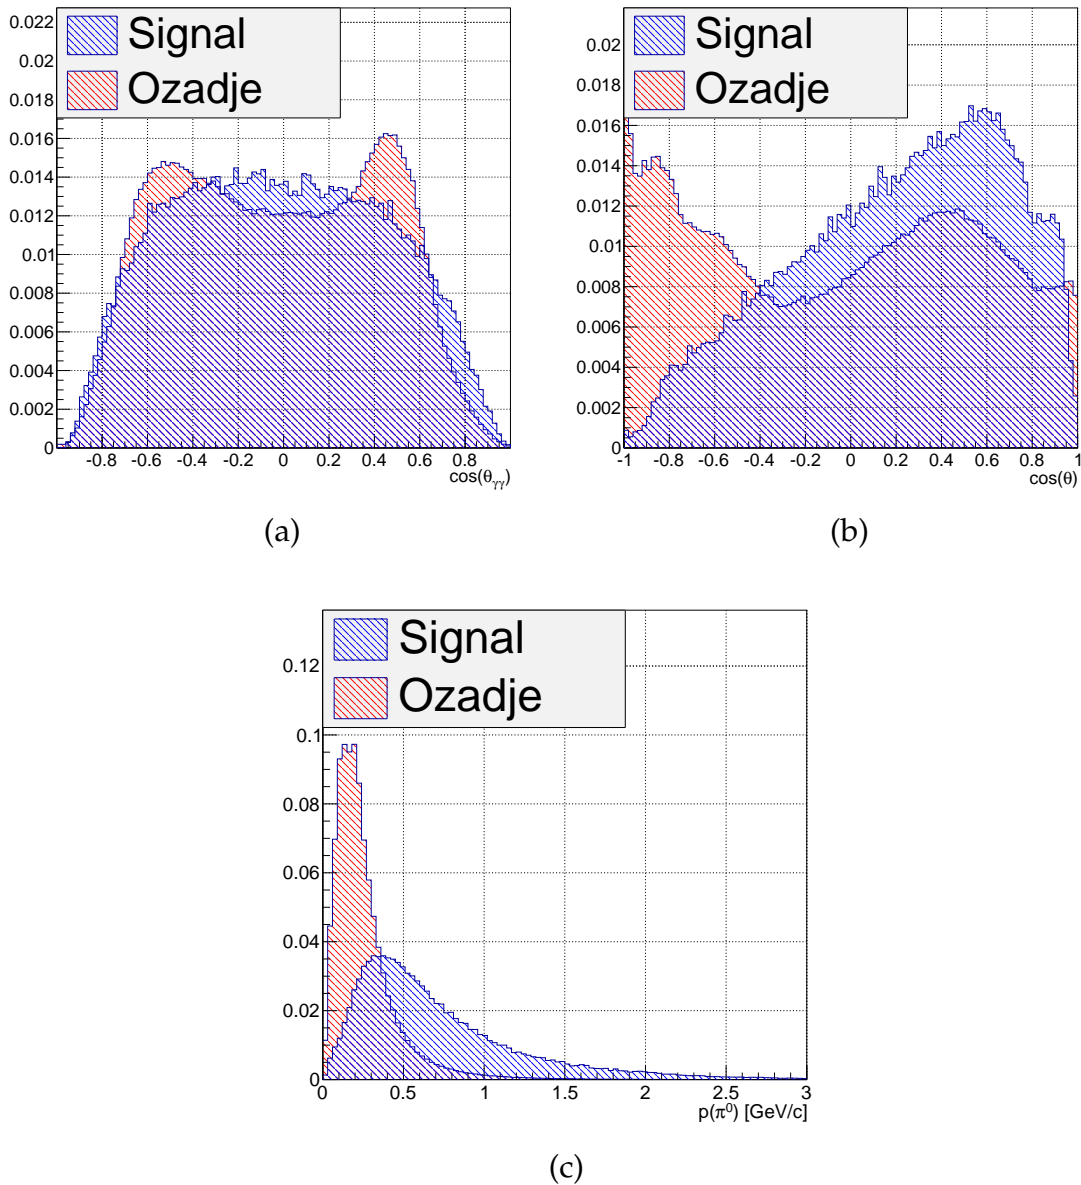 Signal
Ozadje
0.022
0.02
0.018
0.016
0.014
0.012
0.01
0.008
0.006
0.004
0.002
0
-0.8 -0.6 -0.4 -0.2 0 0.2 0.4 0.6 0.8
cos(θγγ)
(a)
Signal
Ozadje
0.02
0.018
0.016
0.014
0.012
0.01
0.008
0.006
0.004
0.002
0
-1 -0.8 -0.6 -0.4 -0.2 0 0.2 0.4 0.6 0.8 1
cos(θ)
(b)
Signal
Ozadje
0.12
0.1
0.08
0.06
0.04
0.02
0
0 0.5 1 1.5 2 2.5 3
p(π⁰) [GeV/c]
(c)